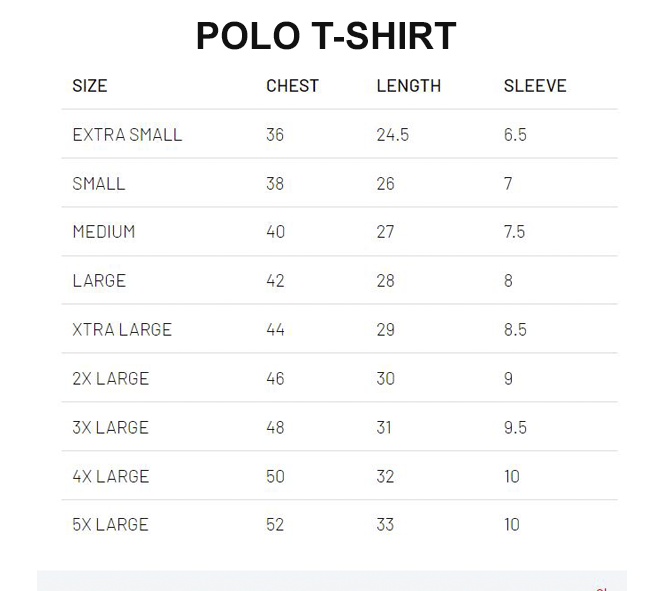 POLO T-SHIRT
SIZE CHEST LENGTH SLEEVE
EXTRA SMALL 36 24.5 6.5
SMALL 38 26 7
MEDIUM 40 27 7.5
LARGE 42 28 8
XTRA LARGE 44 29 8.5
2X LARGE 46 30 9
3X LARGE 48 31 9.5
4X LARGE 50 32 10
5X LARGE 52 33 10